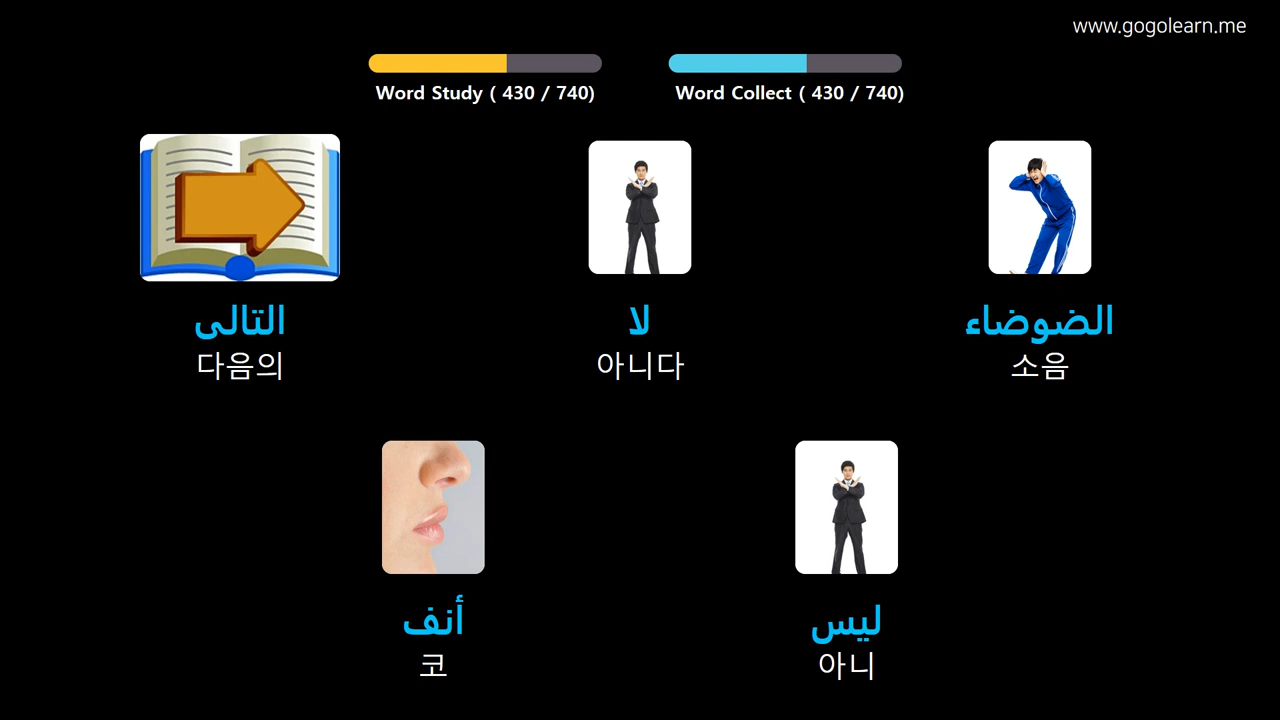 www.gogolearn.me
Word Study ( 430 / 740)
Word Collect ( 430 / 740)
التالى
다음의
لا
아니다
الضوضاء
소음
أنف
코
ليس
아니